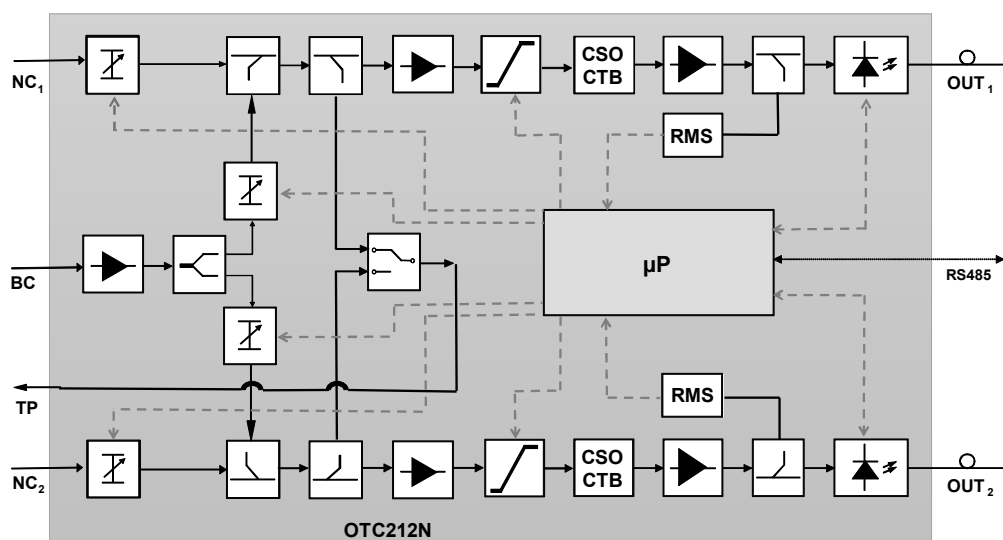 NC1
CSO
CTB
OUT1
RMS
BC
µP
RS485
TP
RMS
NC2
CSO
CTB
OUT2
OTC212N